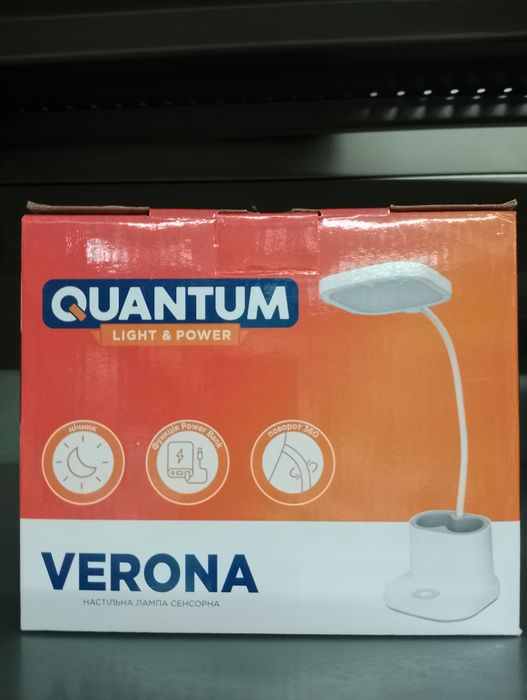 QUANTUM
LIGHT & POWER
нічник
функція Power Bank
поворот 360
VERONA
НАСТІЛЬНА ЛАМПА СЕНСОРНА